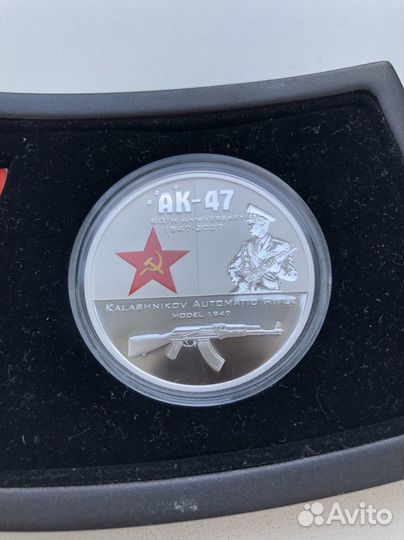 AK-47
60TH ANNIVERSARY
1947-2007
KALASHNIKOV AUTOMATIC RIFLE
MODEL 1947
Avito